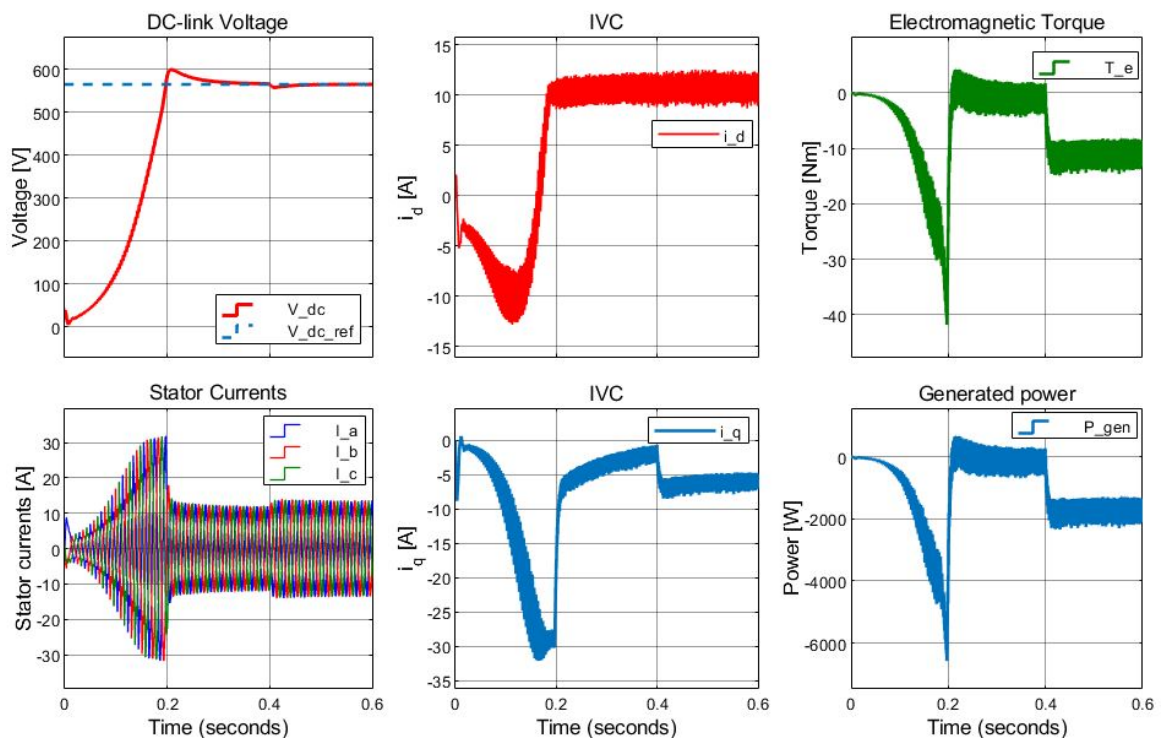 DC-link Voltage
Voltage [V]
600
500
400
300
200
100
0
V_dc
V_dc_ref
IVC
i_d [A]
15
10
5
0
-5
-10
-15
i_d
Electromagnetic Torque
Torque [Nm]
0
-10
-20
-30
-40
T_e
Stator Currents
Stator currents [A]
30
20
10
0
-10
-20
-30
I_a
I_b
I_c
0 0.2 0.4 0.6
Time (seconds)
IVC
i_q [A]
0
-5
-10
-15
-20
-25
-30
-35
i_q
0 0.2 0.4 0.6
Time (seconds)
Generated power
Power [W]
0
-2000
-4000
-6000
P_gen
0 0.2 0.4 0.6
Time (seconds)